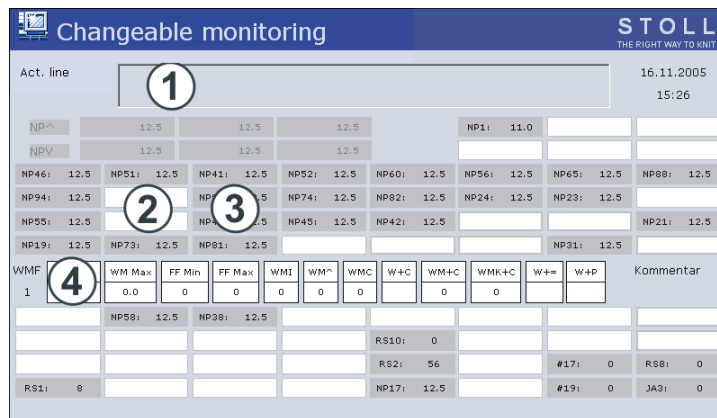 Changeable monitoring
STOLL
THE RIGHT WAY TO KNIT
Act. line
1
16.11.2005
15:26
NP^ 12.5 12.5 12.5 NP1: 11.0
NPV 12.5 12.5 12.5
NP46: 12.5 NP51: 12.5 NP41: 12.5 NP52: 12.5 NP60: 12.5 NP56: 12.5 NP65: 12.5 NP88: 12.5
NP94: 12.5 2 3 12.5 NP74: 12.5 NP82: 12.5 NP24: 12.5 NP23: 12.5
NP55: 12.5 12.5 NP45: 12.5 NP42: 12.5 NP21: 12.5
NP19: 12.5 NP73: 12.5 NP81: 12.5 NP31: 12.5
WMF 4 WM Max FF Min FF Max WMI WM^ WMC W+C WM+C WMK+C W+= W+P Kommentar
1 0.0 0 0 0 0 0 0 0
NP58: 12.5 NP38: 12.5
RS10: 0
RS2: 56 #17: 0 RS8: 0
RS1: 8 NP17: 12.5 #19: 0 JA3: 0